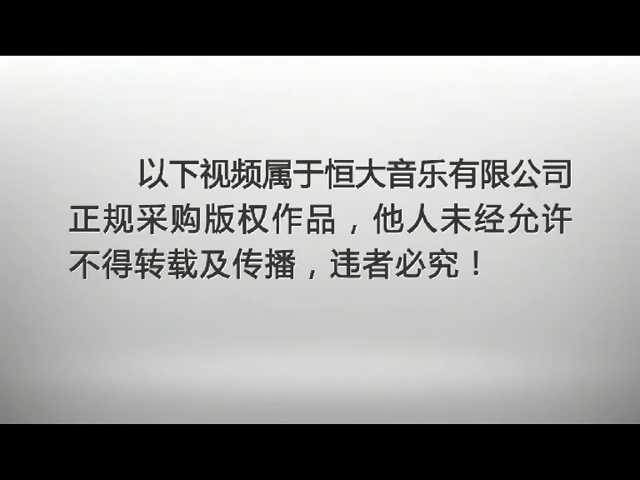 以下视频属于恒大音乐有限公司
正规采购版权作品，他人未经允许
不得转载及传播，违者必究！